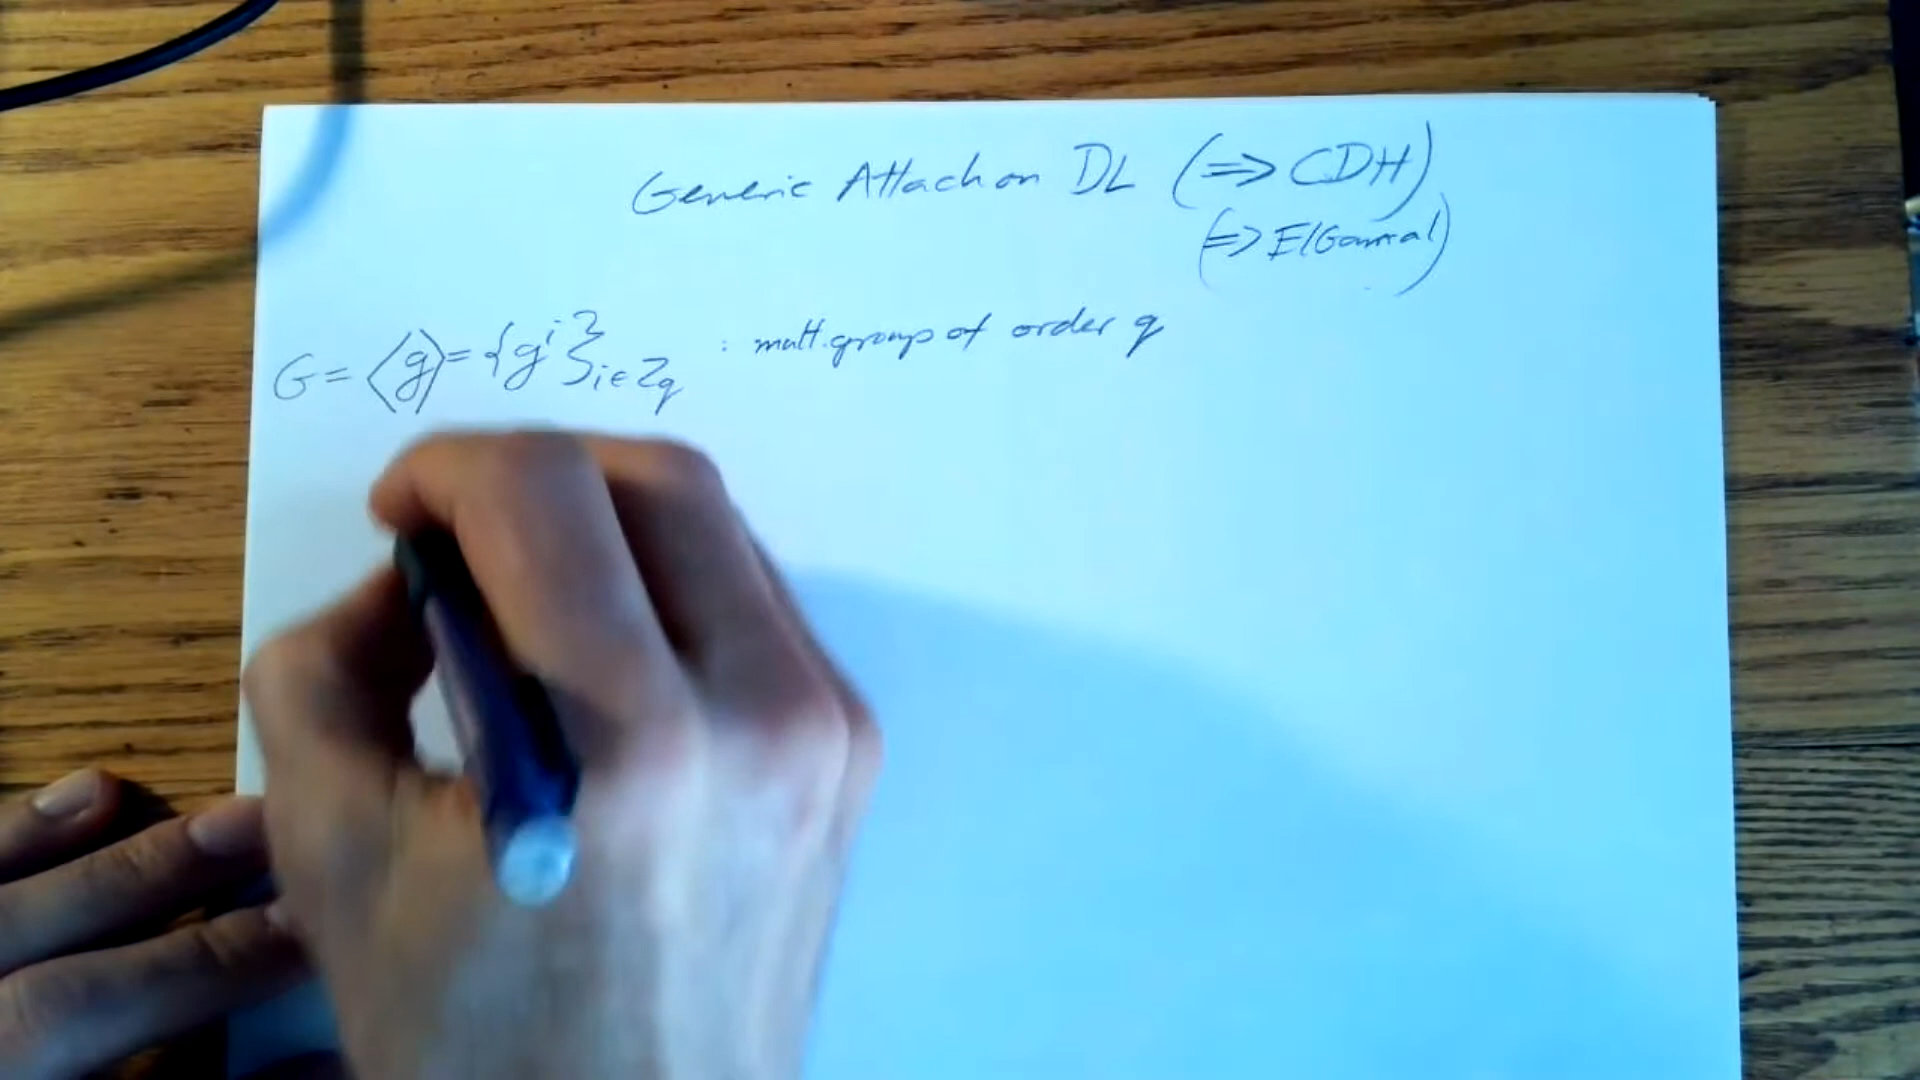 Generic Attack on DL (=> CDH)
(=> ElGamal)
G = <g> = {g^i}_{i∈Z_q} : mult. group of order q